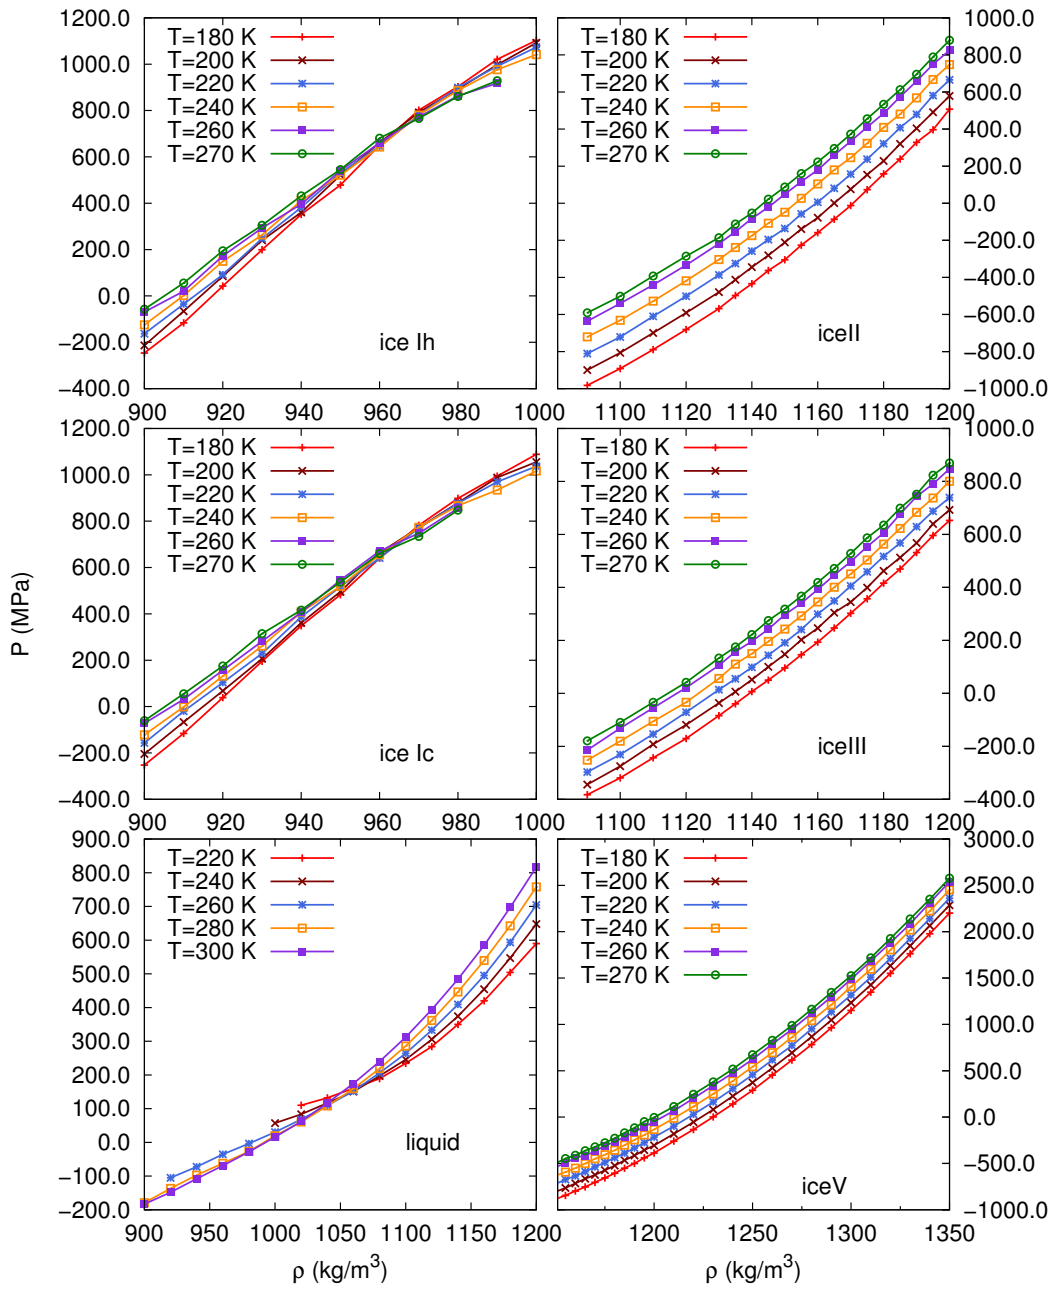 1200.0
1000.0
800.0
600.0
400.0
200.0
0.0
−200.0
−400.0
T=180 K
T=200 K
T=220 K
T=240 K
T=260 K
T=270 K
ice Ih
900 920 940 960 980 1000
1000.0
800.0
600.0
400.0
200.0
0.0
−200.0
−400.0
−600.0
−800.0
−1000.0
T=180 K
T=200 K
T=220 K
T=240 K
T=260 K
T=270 K
iceII
1100 1120 1140 1160 1180 1200
P (MPa)
1200.0
1000.0
800.0
600.0
400.0
200.0
0.0
−200.0
−400.0
T=180 K
T=200 K
T=220 K
T=240 K
T=260 K
T=270 K
ice Ic
900 920 940 960 980 1000
1000.0
800.0
600.0
400.0
200.0
0.0
−200.0
−400.0
T=180 K
T=200 K
T=220 K
T=240 K
T=260 K
T=270 K
iceIII
1100 1120 1140 1160 1180 1200
900.0
800.0
700.0
600.0
500.0
400.0
300.0
200.0
100.0
0.0
−100.0
−200.0
T=220 K
T=240 K
T=260 K
T=280 K
T=300 K
liquid
900 950 1000 1050 1100 1150 1200
ρ (kg/m³)
3000.0
2500.0
2000.0
1500.0
1000.0
500.0
0.0
−500.0
−1000.0
T=180 K
T=200 K
T=220 K
T=240 K
T=260 K
T=270 K
iceV
1200 1250 1300 1350
ρ (kg/m³)